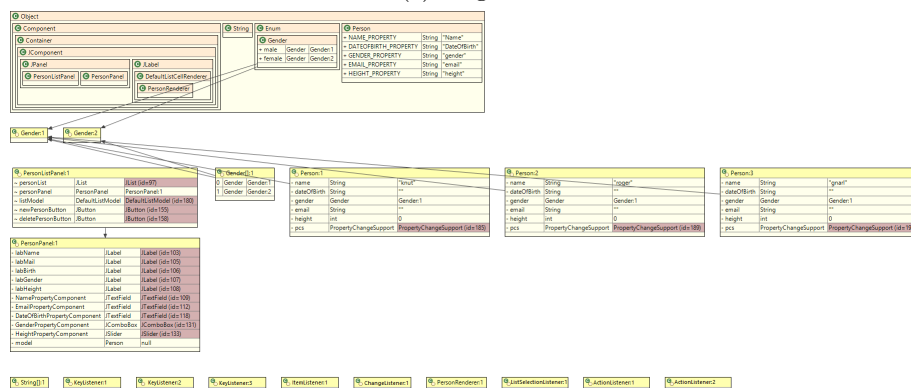 Object
Component
Container
JComponent
JPanel
PersonListPanel
PersonPanel
JLabel
DefaultListCellRenderer
PersonRenderer
String
Enum
Gender
+ male Gender Gender:1
+ female Gender Gender:2
Person
+ NAME_PROPERTY String "Name"
+ DATEOFBIRTH_PROPERTY String "DateOfBirth"
+ GENDER_PROPERTY String "gender"
+ EMAIL_PROPERTY String "email"
+ HEIGHT_PROPERTY String "height"
Gender:1
Gender:2
PersonListPanel:1
~ personList JList JList (id=97)
~ personPanel PersonPanel PersonPanel:1
~ listModel DefaultListModel DefaultListModel (id=180)
~ newPersonButton JButton JButton (id=155)
~ deletePersonButton JButton JButton (id=158)
Gender[]:1
0 Gender Gender:1
1 Gender Gender:2
Person:1
- name String "knut"
- dateOfBirth String ""
- gender Gender Gender:1
- email String ""
- height int 0
- pcs PropertyChangeSupport PropertyChangeSupport (id=185)
Person:2
- name String "roger"
- dateOfBirth String ""
- gender Gender Gender:1
- email String ""
- height int 0
- pcs PropertyChangeSupport PropertyChangeSupport (id=189)
Person:3
- name String "gnarl"
- dateOfBirth String ""
- gender Gender Gender:1
- email String ""
- height int 0
- pcs PropertyChangeSupport PropertyChangeSupport
PersonPanel:1
- labName JLabel JLabel (id=103)
- labMail JLabel JLabel (id=105)
- labBirth JLabel JLabel (id=106)
- labGender JLabel JLabel (id=107)
- labHeight JLabel JLabel (id=108)
- NamePropertyComponent JTextField JTextField (id=109)
- EmailPropertyComponent JTextField JTextField (id=112)
- DateOfBirthPropertyComponent JTextField JTextField (id=118)
- GenderPropertyComponent JComboBox JComboBox (id=131)
- HeightPropertyComponent JSlider JSlider (id=133)
- model Person null
String[]:1
KeyListener:1
KeyListener:2
KeyListener:3
ItemListener:1
ChangeListener:1
PersonRenderer:1
ListSelectionListener:1
ActionListener:1
ActionListener:2